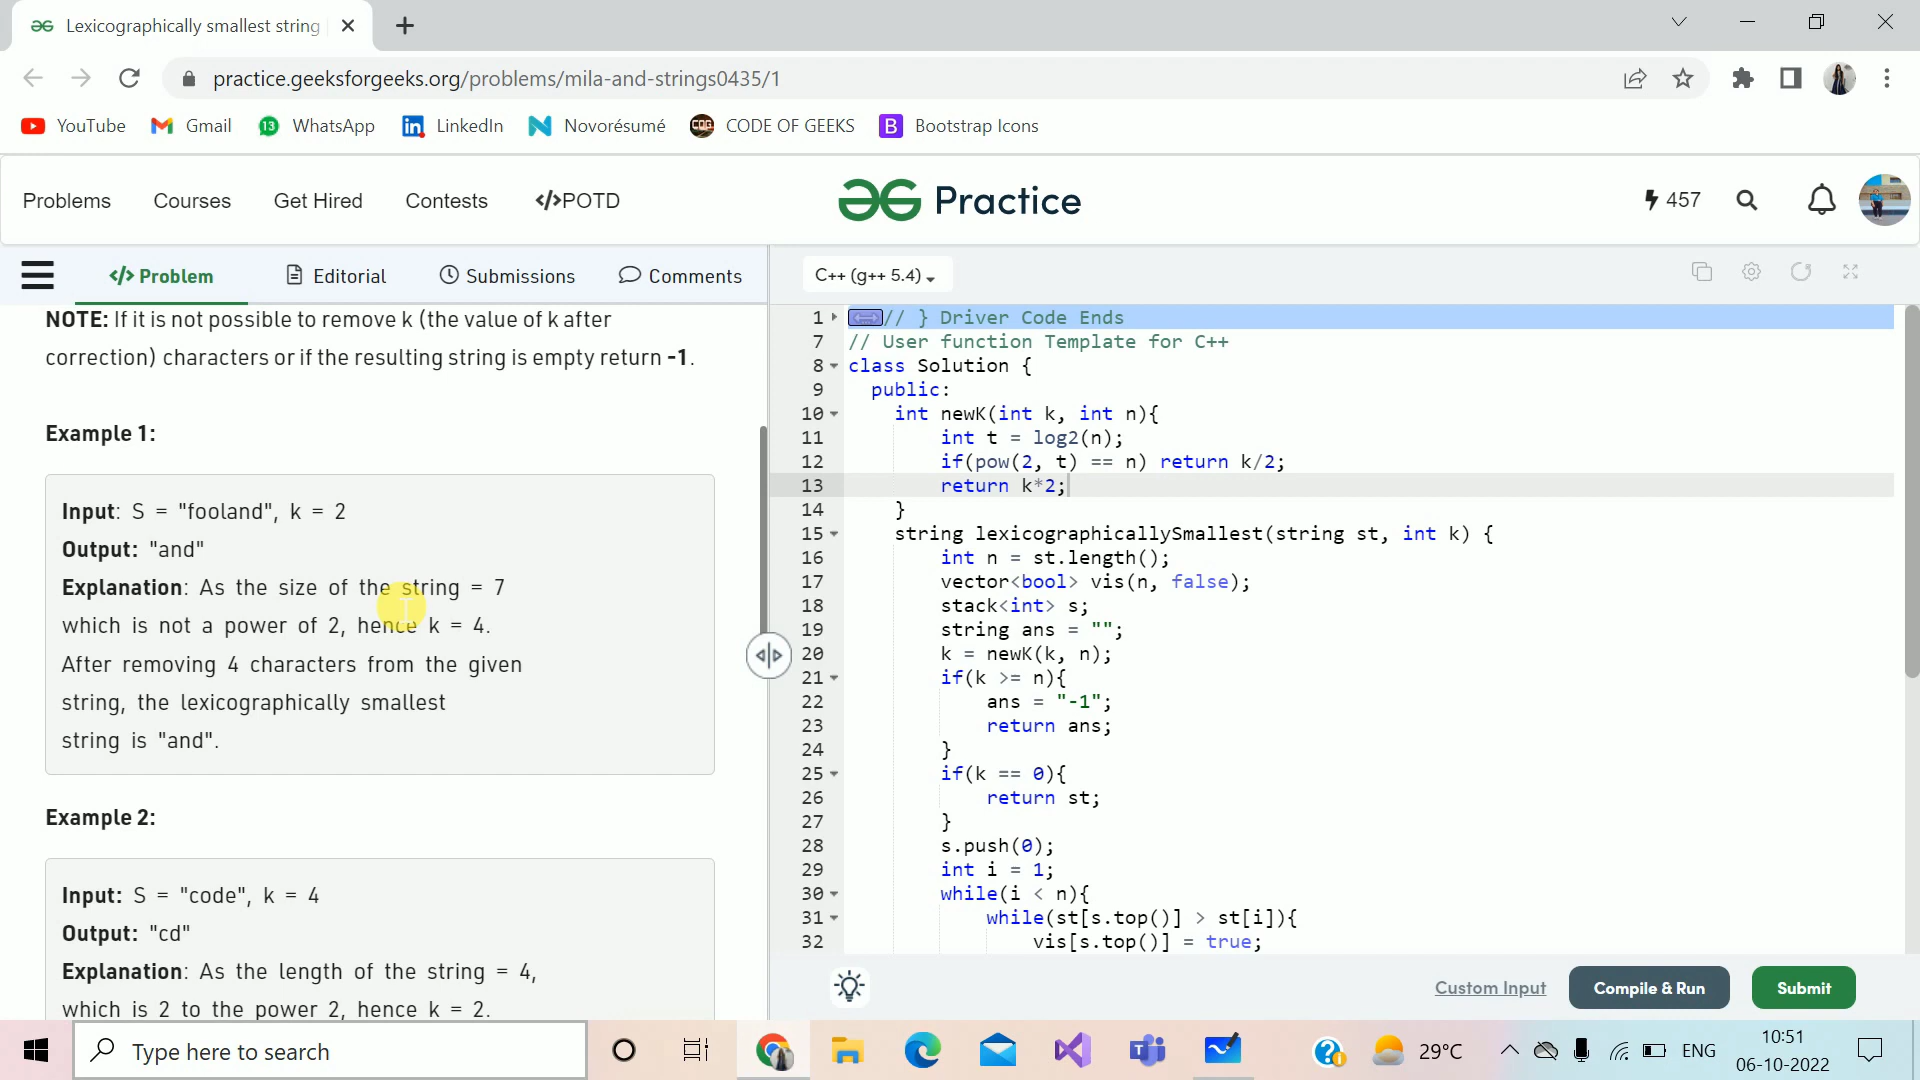 Lexicographically smallest string
practice.geeksforgeeks.org/problems/mila-and-strings0435/1
YouTube Gmail 13 WhatsApp LinkedIn Novorésumé CODE OF GEEKS B Bootstrap Icons
Problems Courses Get Hired Contests </>POTD Practice 457
</> Problem Editorial Submissions Comments
C++ (g++ 5.4)
NOTE: If it is not possible to remove k (the value of k after
correction) characters or if the resulting string is empty return -1.
Example 1:
Input: S = "fooland", k = 2
Output: "and"
Explanation: As the size of the string = 7
which is not a power of 2, hence k = 4.
After removing 4 characters from the given
string, the lexicographically smallest
string is "and".
Example 2:
Input: S = "code", k = 4
Output: "cd"
Explanation: As the length of the string = 4,
which is 2 to the power 2, hence k = 2.
1 // } Driver Code Ends
7 // User function Template for C++
8 class Solution {
9 public:
10 int newK(int k, int n){
11 int t = log2(n);
12 if(pow(2, t) == n) return k/2;
13 return k*2;
14 }
15 string lexicographicallySmallest(string st, int k) {
16 int n = st.length();
17 vector<bool> vis(n, false);
18 stack<int> s;
19 string ans = "";
20 k = newK(k, n);
21 if(k >= n){
22 ans = "-1";
23 return ans;
24 }
25 if(k == 0){
26 return st;
27 }
28 s.push(0);
29 int i = 1;
30 while(i < n){
31 while(st[s.top()] > st[i]){
32 vis[s.top()] = true;
Custom Input Compile & Run Submit
Type here to search
29°C ENG
10:51
06-10-2022